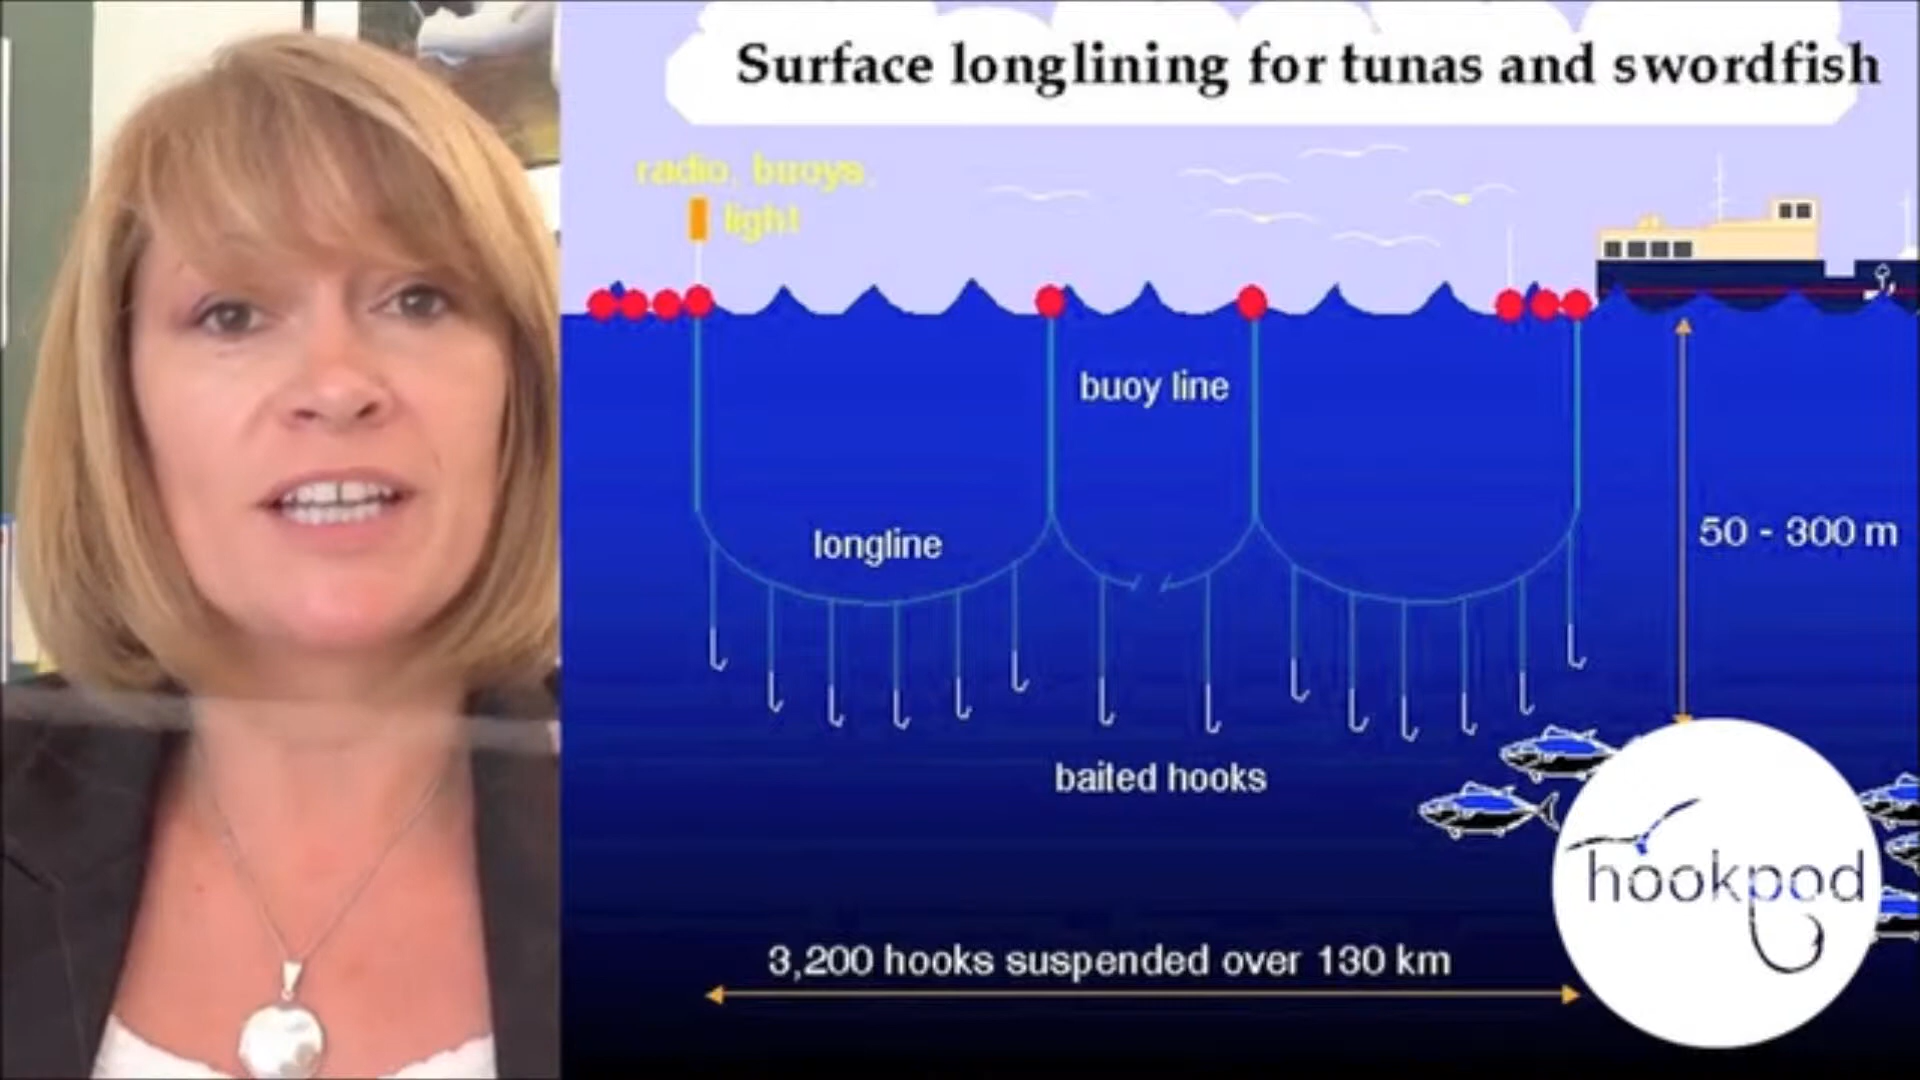 Surface longlining for tunas and swordfish
radio, buoys,
light
buoy line
longline
50 - 300 m
baited hooks
hookpod
3,200 hooks suspended over 130 km